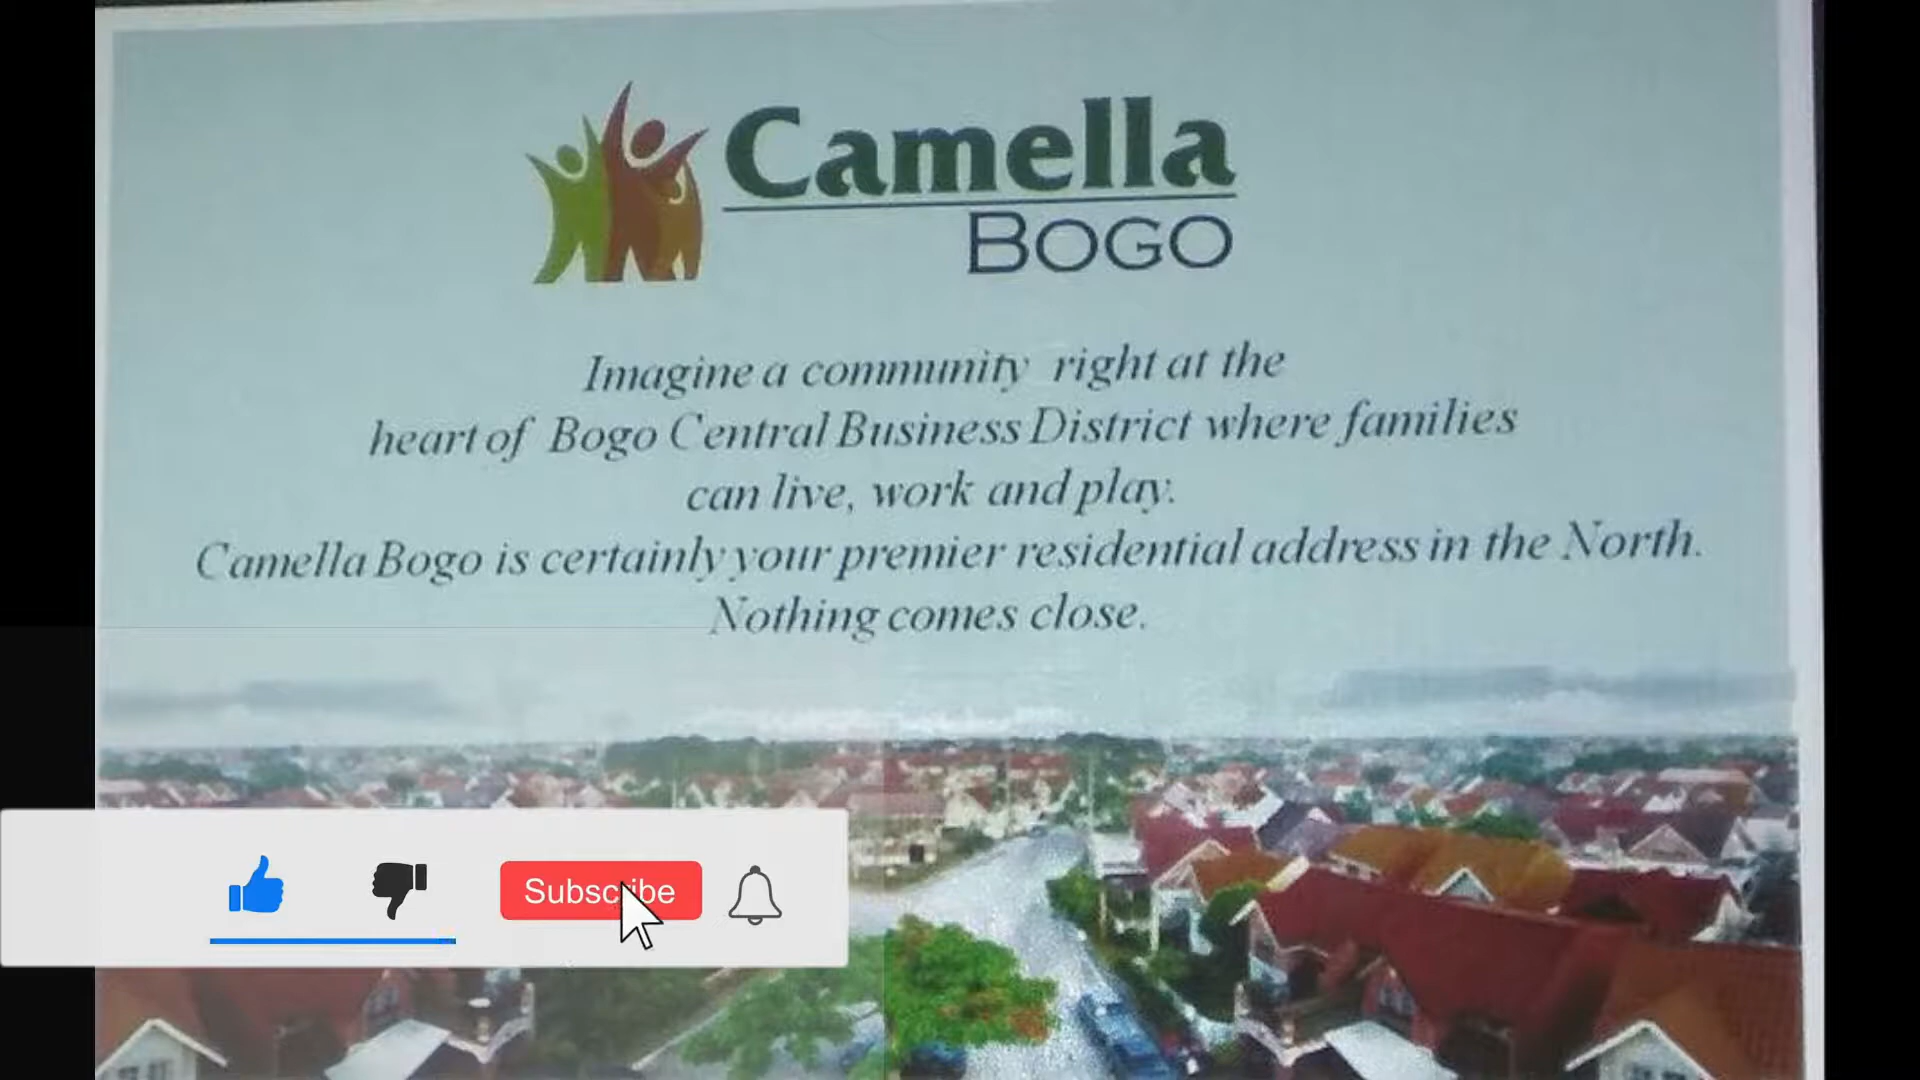 Camella
BOGO
Imagine a community right at the
heart of Bogo Central Business District where families
can live, work and play.
Camella Bogo is certainly your premier residential address in the North.
Nothing comes close.
Subscribe